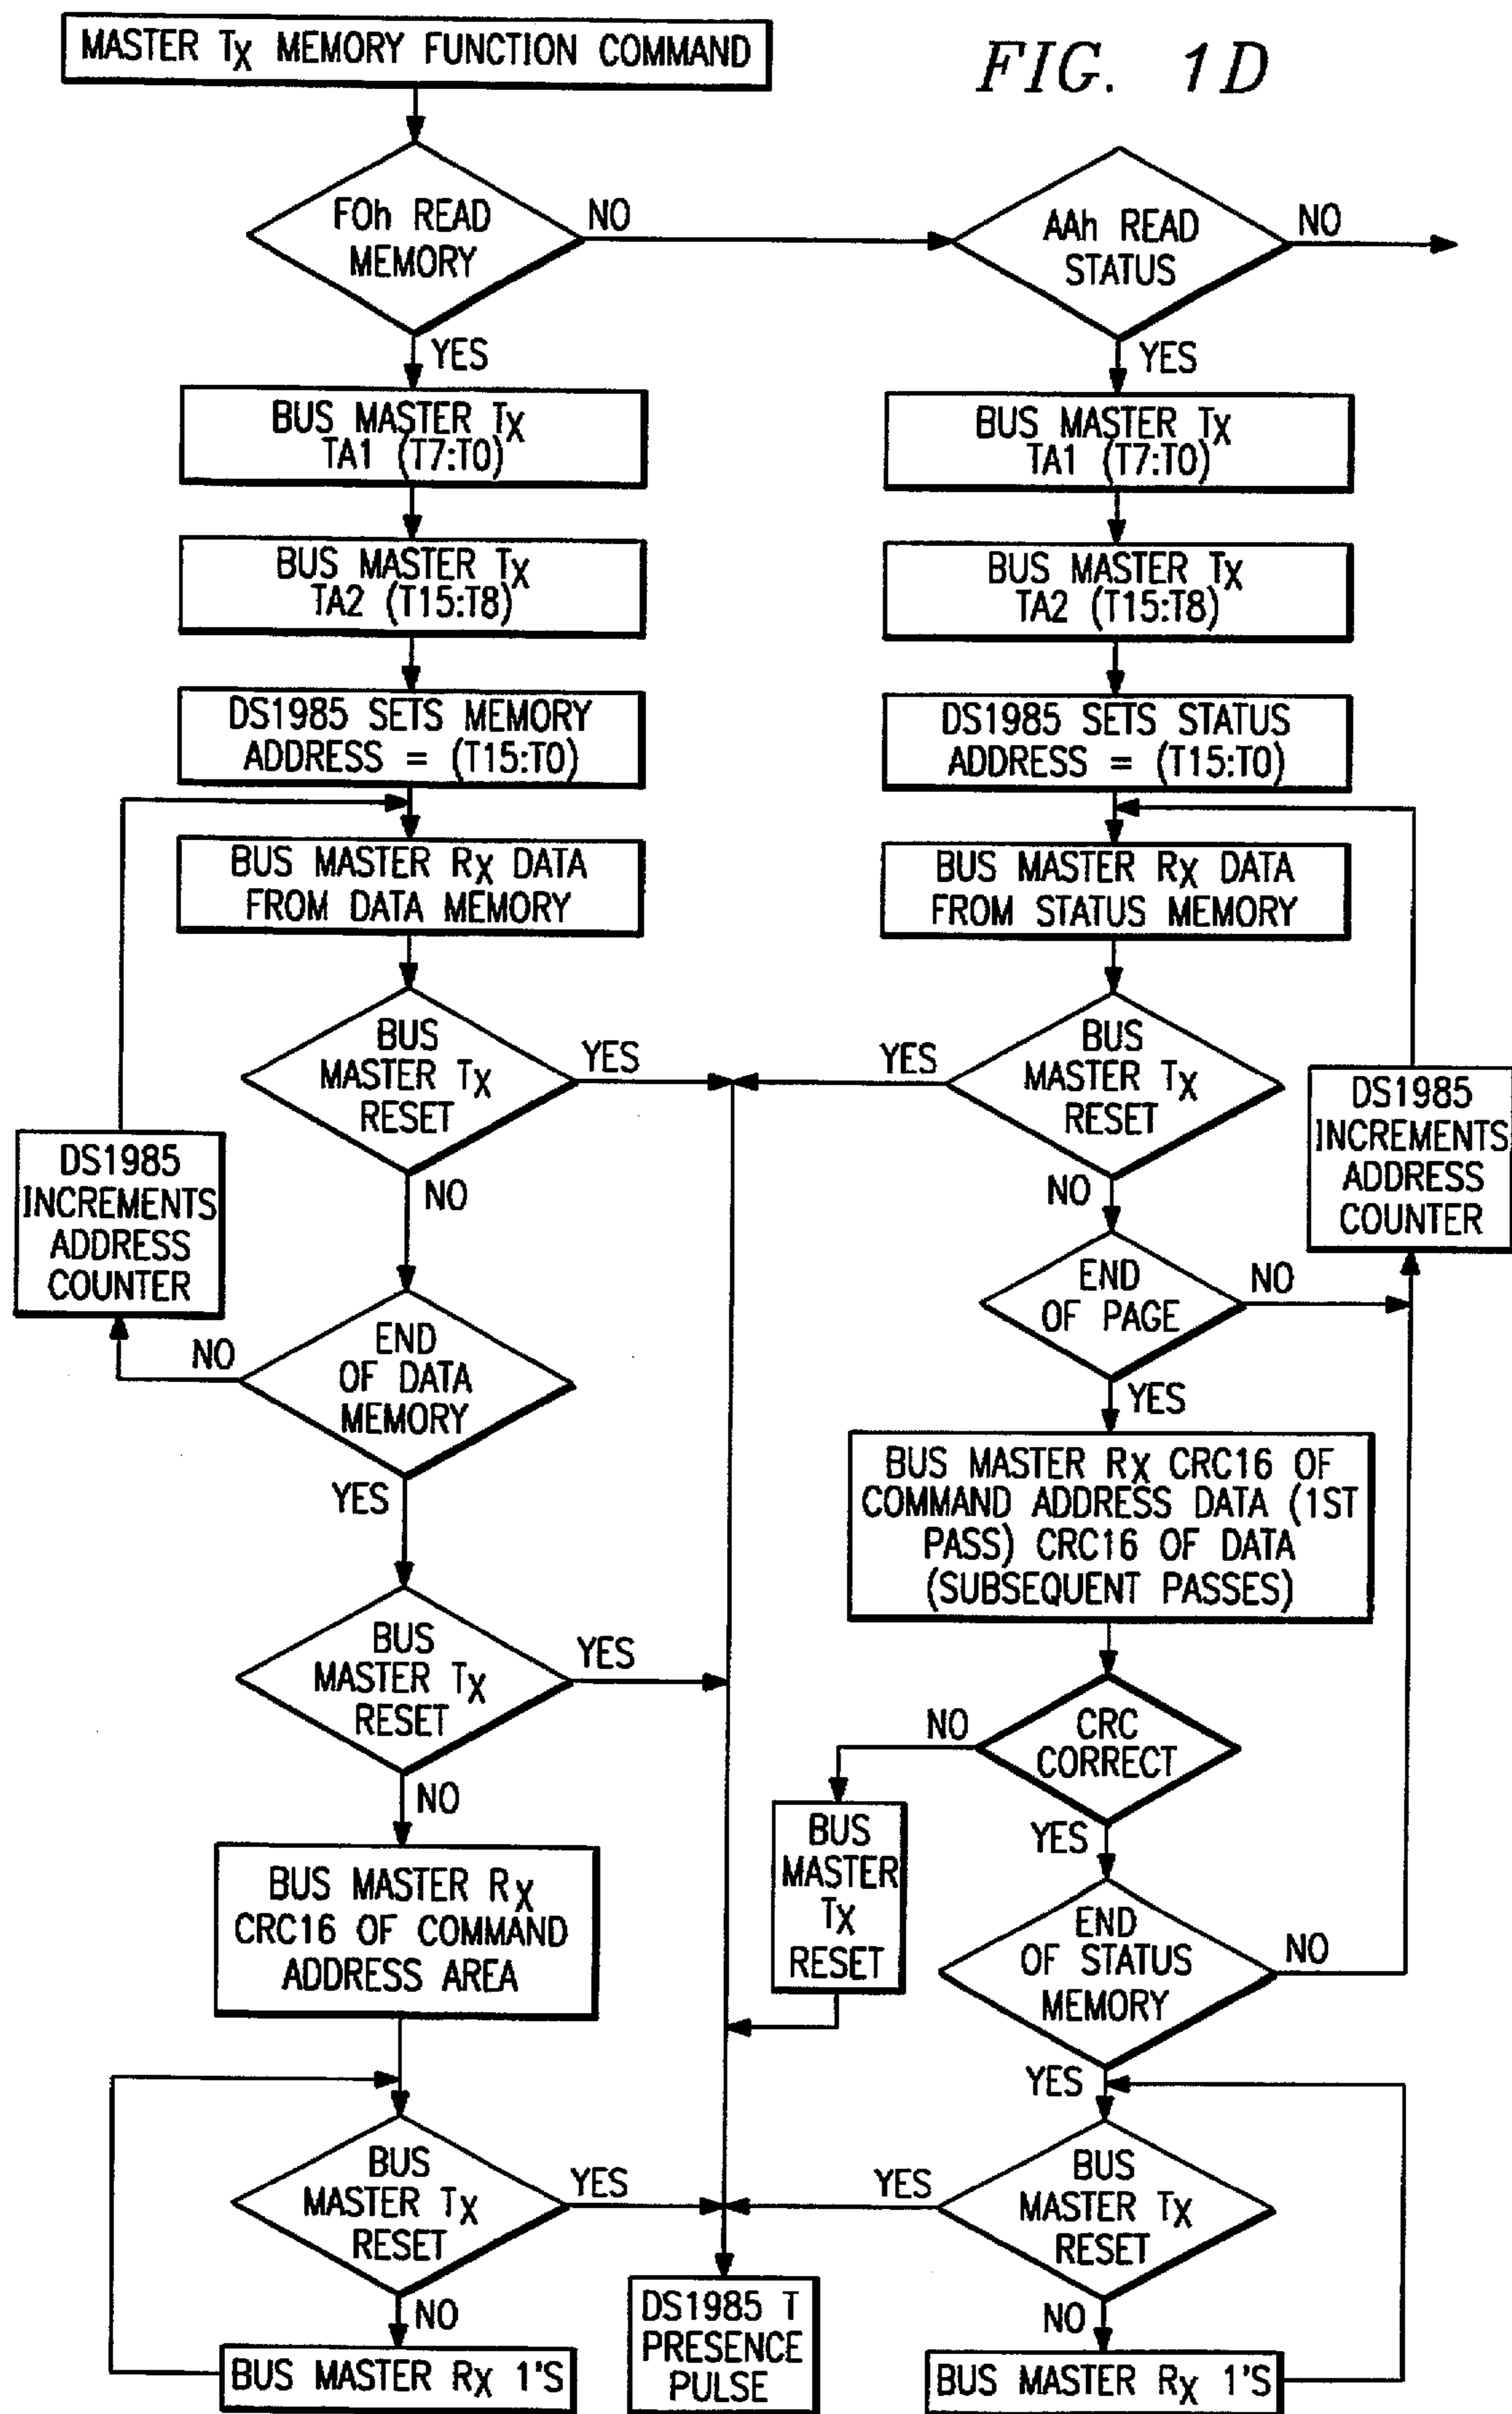 MASTER TX MEMORY FUNCTION COMMAND
FIG. 1D
FOh READ
MEMORY
NO
YES
AAh READ
STATUS
NO
YES
BUS MASTER TX
TA1 (T7:T0)
BUS MASTER TX
TA2 (T15:T8)
DS1985 SETS MEMORY
ADDRESS = (T15:T0)
BUS MASTER RX DATA
FROM DATA MEMORY
BUS
MASTER TX
RESET
YES
NO
DS1985
INCREMENTS
ADDRESS
COUNTER
NO
END
OF DATA
MEMORY
YES
BUS
MASTER TX
RESET
YES
NO
BUS MASTER RX
CRC16 OF COMMAND
ADDRESS AREA
BUS
MASTER TX
RESET
YES
NO
BUS MASTER RX 1'S
BUS MASTER TX
TA1 (T7:T0)
BUS MASTER TX
TA2 (T15:T8)
DS1985 SETS STATUS
ADDRESS = (T15:T0)
BUS MASTER RX DATA
FROM STATUS MEMORY
YES
BUS
MASTER TX
RESET
NO
DS1985
INCREMENTS
ADDRESS
COUNTER
END
OF PAGE
NO
YES
BUS MASTER RX CRC16 OF
COMMAND ADDRESS DATA (1ST
PASS) CRC16 OF DATA
(SUBSEQUENT PASSES)
NO
CRC
CORRECT
YES
BUS
MASTER
TX
RESET
END
OF STATUS
MEMORY
NO
YES
YES
BUS
MASTER TX
RESET
NO
DS1985 T
PRESENCE
PULSE
BUS MASTER RX 1'S